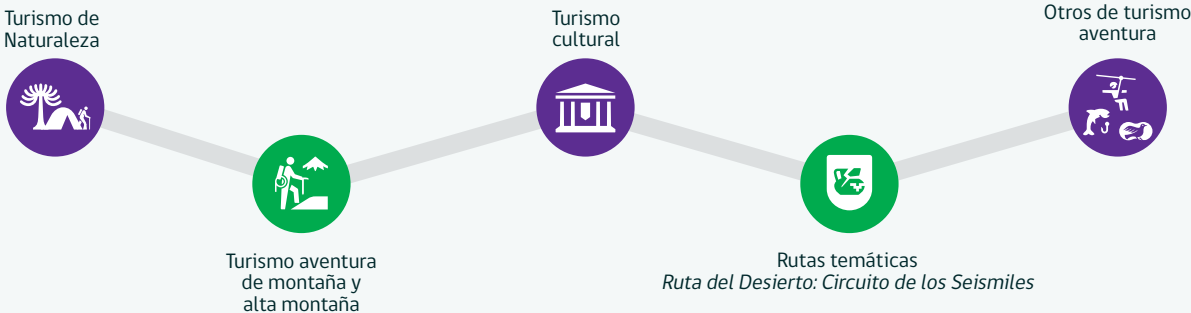 Turismo de
Naturaleza
Turismo aventura
de montaña y
alta montaña
Turismo
cultural
Rutas temáticas
Ruta del Desierto: Circuito de los Seismiles
Otros de turismo
aventura